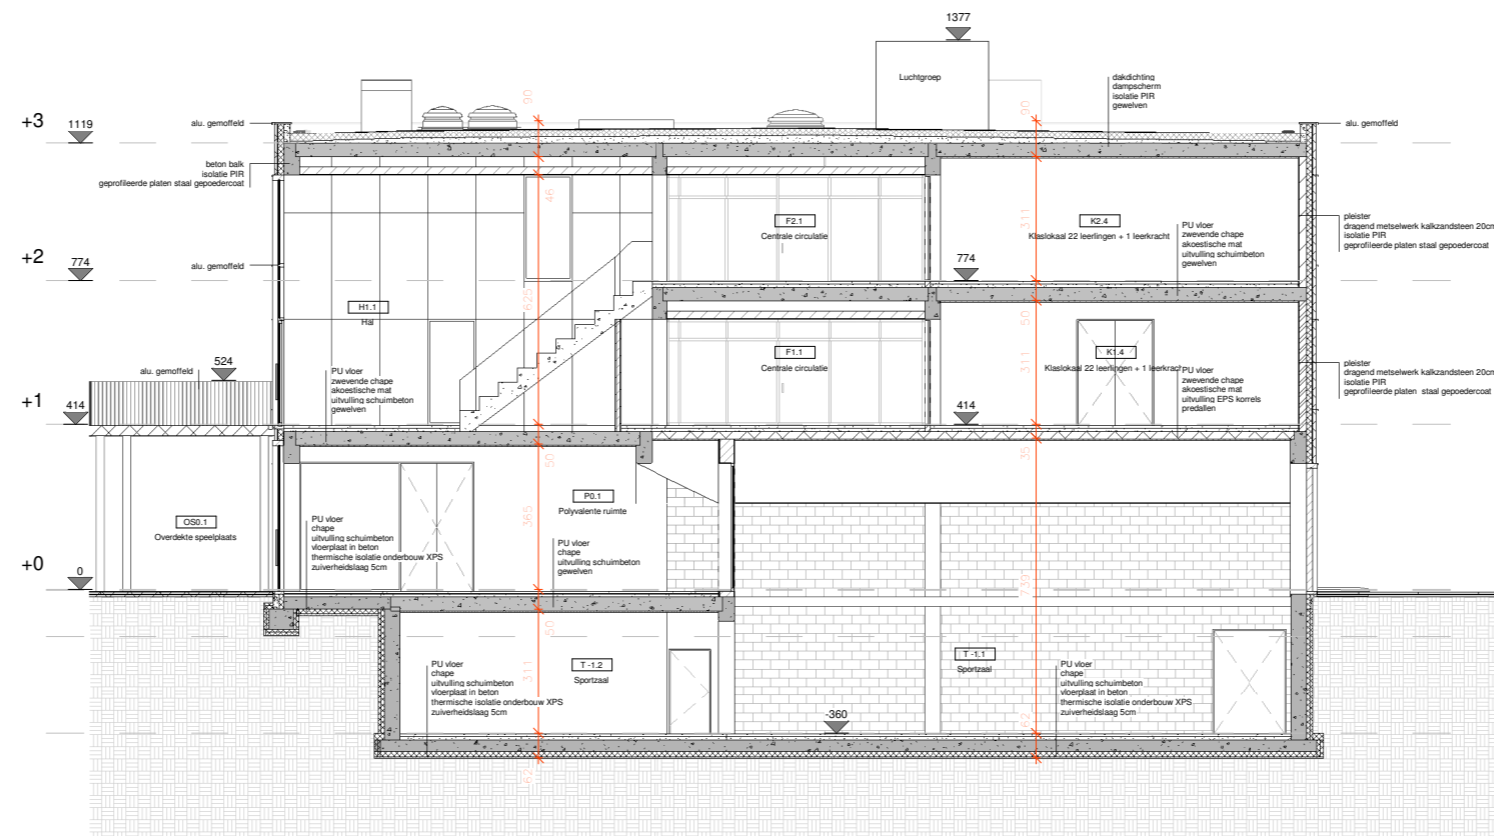 1377
Luchtgroep
dakdichting
dampscherm
isolatie PIR
gewelven
90
90
+3
1119
alu. gemoffeld
alu. gemoffeld
beton balk
isolatie PIR
geprofileerde platen staal gepoedercoat
46
F2.1
Centrale circulatie
311
K2.4
Klaslokaal 22 leerlingen + 1 leerkracht
PU vloer
zwevende chape
akoestische mat
uitvulling schuimbeton
gewelven
pleister
dragend metselwerk kalkzandsteen 20cm
isolatie PIR
geprofileerde platen staal gepoedercoat
+2
774
alu. gemoffeld
774
H1.1
Hal
625
50
F1.1
Centrale circulatie
311
K1.4
Klaslokaal 22 leerlingen + 1 leerkracht
PU vloer
zwevende chape
akoestische mat
uitvulling EPS korrels
predallen
pleister
dragend metselwerk kalkzandsteen 20cm
isolatie PIR
geprofileerde platen staal gepoedercoat
alu. gemoffeld
524
PU vloer
zwevende chape
akoestische mat
uitvulling schuimbeton
gewelven
+1
414
414
50
35
P0.1
Polyvalente ruimte
365
OS0.1
Overdekte speelplaats
PU vloer
chape
uitvulling schuimbeton
vloerplaat in beton
thermische isolatie onderbouw XPS
zuiverheidslaag 5cm
PU vloer
chape
uitvulling schuimbeton
gewelven
+0
0
739
50
T -1.2
Sportzaal
311
T -1.1
Sportzaal
PU vloer
chape
uitvulling schuimbeton
vloerplaat in beton
thermische isolatie onderbouw XPS
zuiverheidslaag 5cm
PU vloer
chape
uitvulling schuimbeton
vloerplaat in beton
thermische isolatie onderbouw XPS
zuiverheidslaag 5cm
-360
62
62